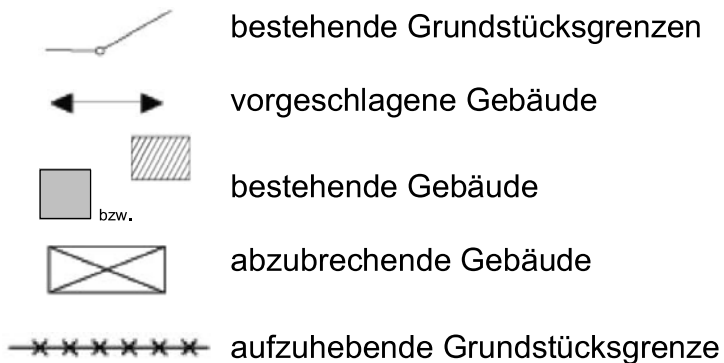 bestehende Grundstücksgrenzen
vorgeschlagene Gebäude
bzw. bestehende Gebäude
abzubrechende Gebäude
aufzuhebende Grundstücksgrenze